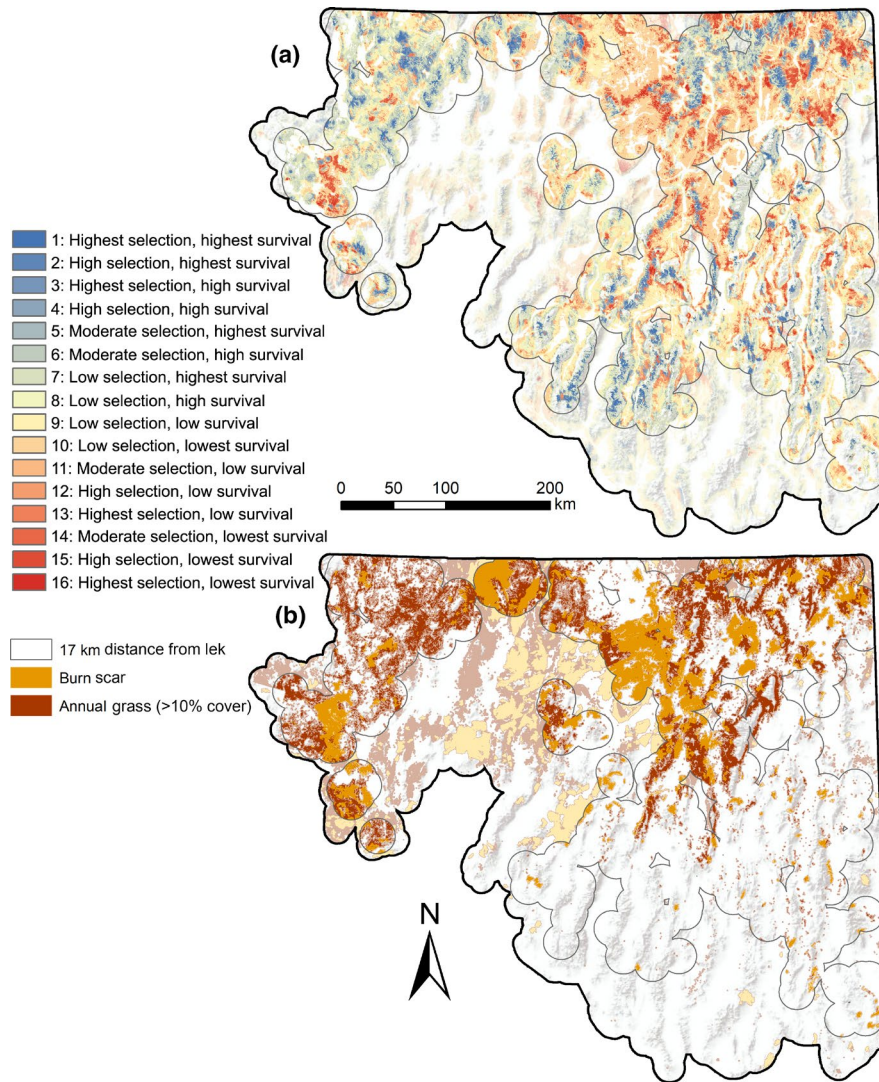 (a)
1: Highest selection, highest survival
2: High selection, highest survival
3: Highest selection, high survival
4: High selection, high survival
5: Moderate selection, highest survival
6: Moderate selection, high survival
7: Low selection, highest survival
8: Low selection, high survival
9: Low selection, low survival
10: Low selection, lowest survival
11: Moderate selection, low survival
12: High selection, low survival
13: Highest selection, low survival
14: Moderate selection, lowest survival
15: High selection, lowest survival
16: Highest selection, lowest survival
0 50 100 200
km
(b)
17 km distance from lek
Burn scar
Annual grass (>10% cover)
N